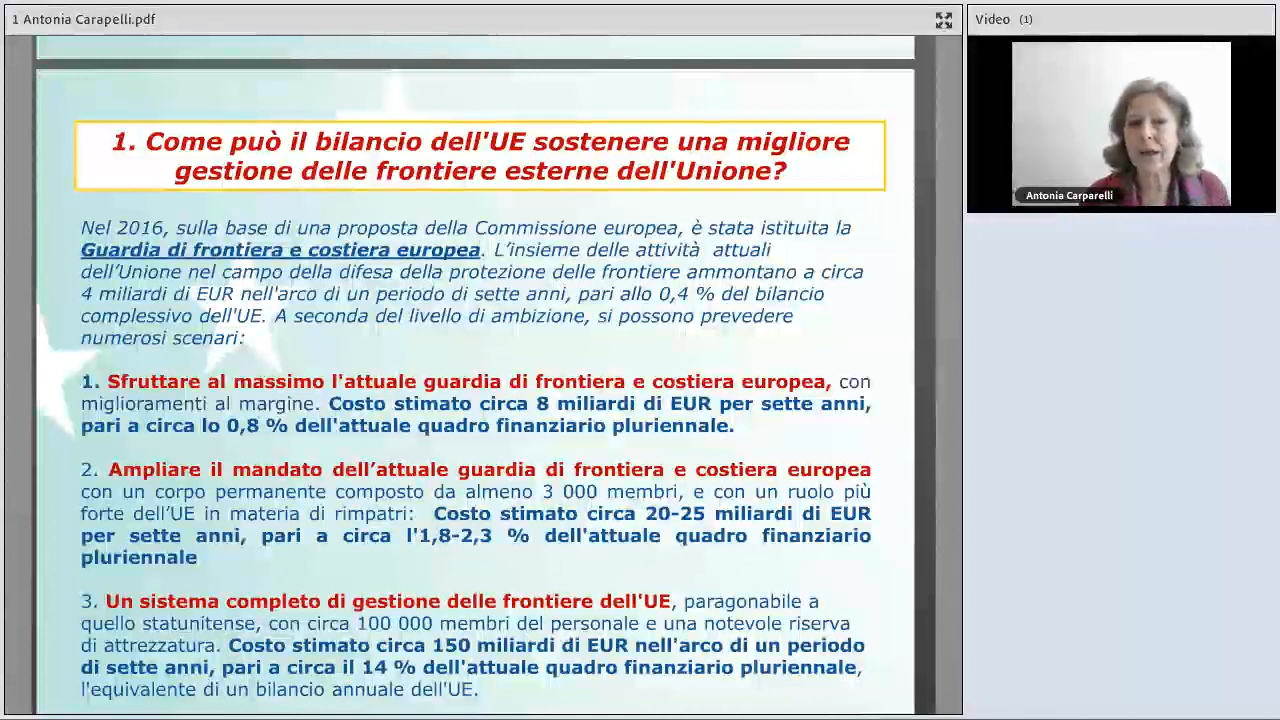 1 Antonia Carapelli.pdf
Video (1)
Antonia Carparelli
1. Come può il bilancio dell'UE sostenere una migliore
gestione delle frontiere esterne dell'Unione?
Nel 2016, sulla base di una proposta della Commissione europea, è stata istituita la
Guardia di frontiera e costiera europea. L’insieme delle attività attuali
dell’Unione nel campo della difesa della protezione delle frontiere ammontano a circa
4 miliardi di EUR nell'arco di un periodo di sette anni, pari allo 0,4 % del bilancio
complessivo dell'UE. A seconda del livello di ambizione, si possono prevedere
numerosi scenari:
1. Sfruttare al massimo l'attuale guardia di frontiera e costiera europea, con
miglioramenti al margine. Costo stimato circa 8 miliardi di EUR per sette anni,
pari a circa lo 0,8 % dell'attuale quadro finanziario pluriennale.
2. Ampliare il mandato dell’attuale guardia di frontiera e costiera europea
con un corpo permanente composto da almeno 3 000 membri, e con un ruolo più
forte dell’UE in materia di rimpatri: Costo stimato circa 20-25 miliardi di EUR
per sette anni, pari a circa l'1,8-2,3 % dell'attuale quadro finanziario
pluriennale
3. Un sistema completo di gestione delle frontiere dell'UE, paragonabile a
quello statunitense, con circa 100 000 membri del personale e una notevole riserva
di attrezzatura. Costo stimato circa 150 miliardi di EUR nell'arco di un periodo
di sette anni, pari a circa il 14 % dell'attuale quadro finanziario pluriennale,
l'equivalente di un bilancio annuale dell'UE.